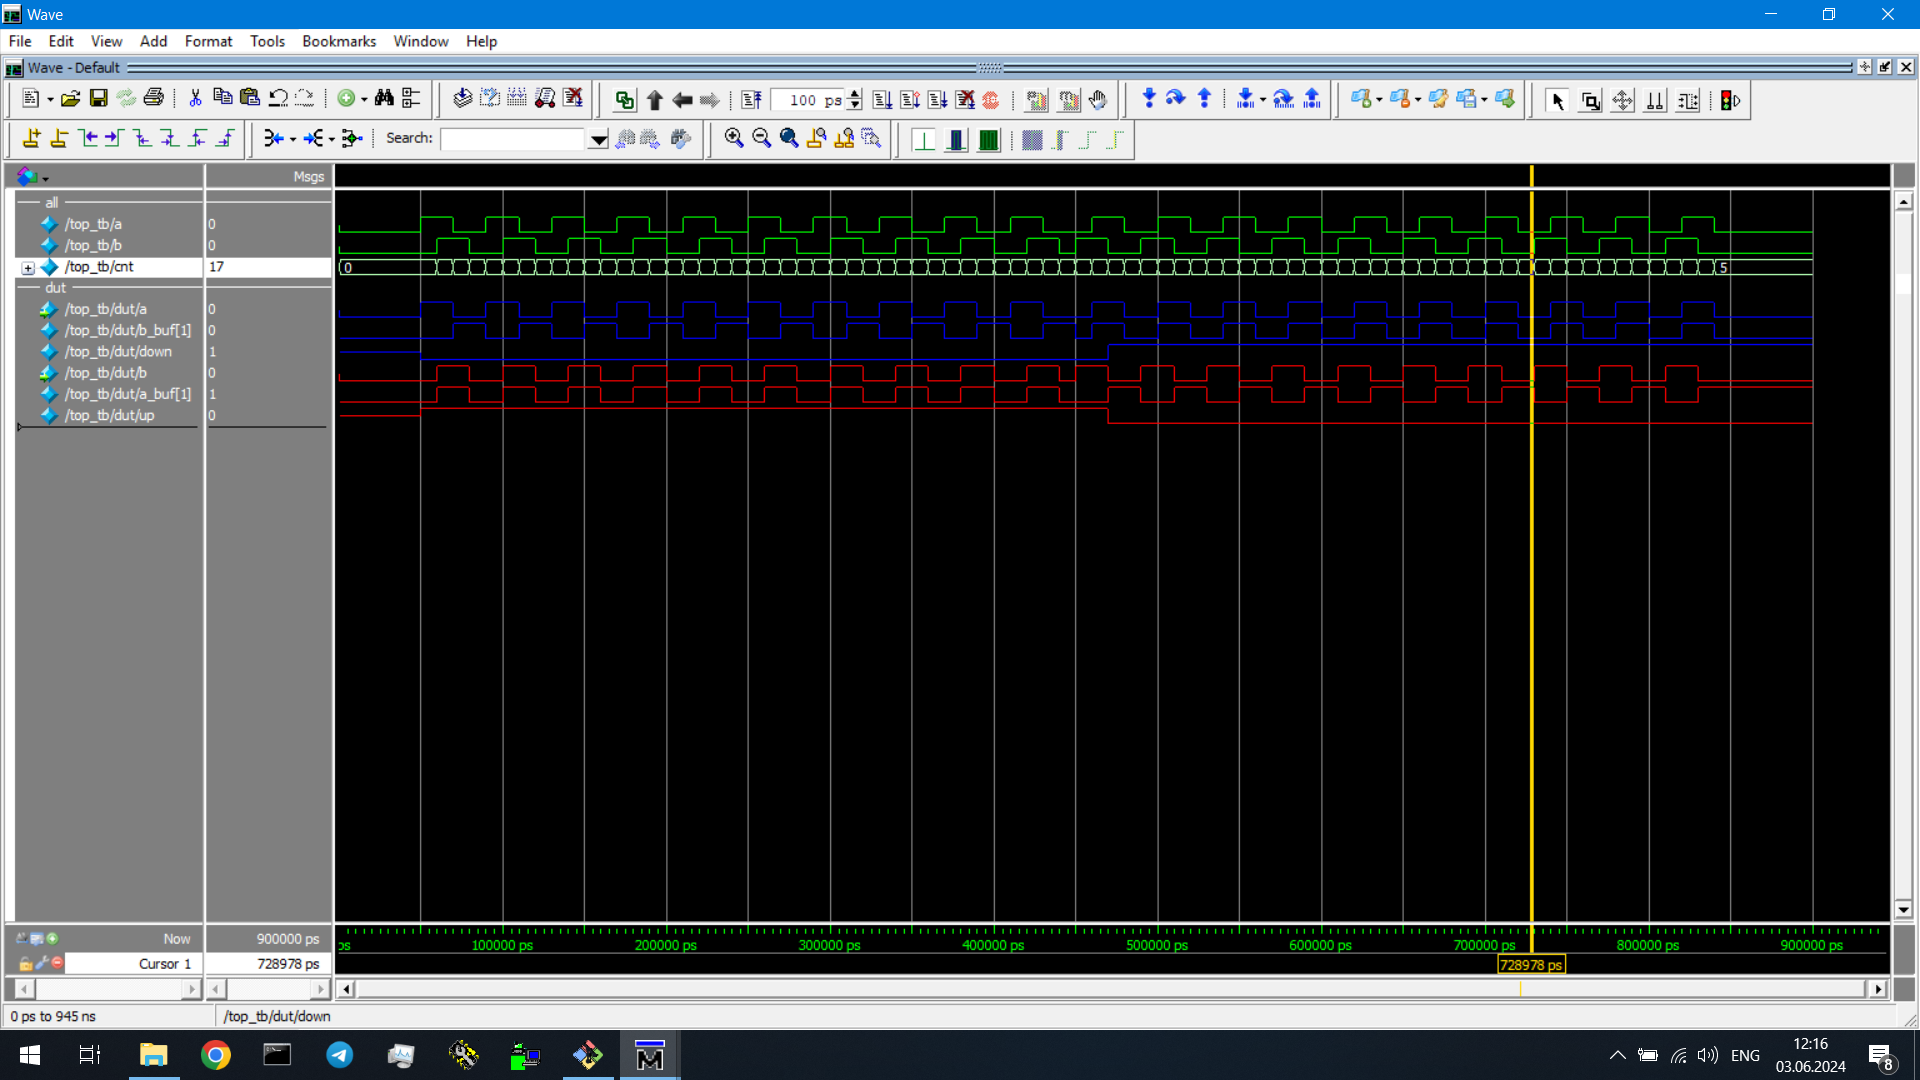 Wave
File Edit View Add Format Tools Bookmarks Window Help
Wave - Default
100 ps
Search:
Msgs
all
/top_tb/a 0
/top_tb/b 0
/top_tb/cnt 17 0 5
dut
/top_tb/dut/a 0
/top_tb/dut/b_buf[1] 0
/top_tb/dut/down 1
/top_tb/dut/b 0
/top_tb/dut/a_buf[1] 1
/top_tb/dut/up 0
Now 900000 ps
ps 100000 ps 200000 ps 300000 ps 400000 ps 500000 ps 600000 ps 700000 ps 800000 ps 900000 ps
Cursor 1 728978 ps 728978 ps
0 ps to 945 ns /top_tb/dut/down
ENG 12:16
03.06.2024
8